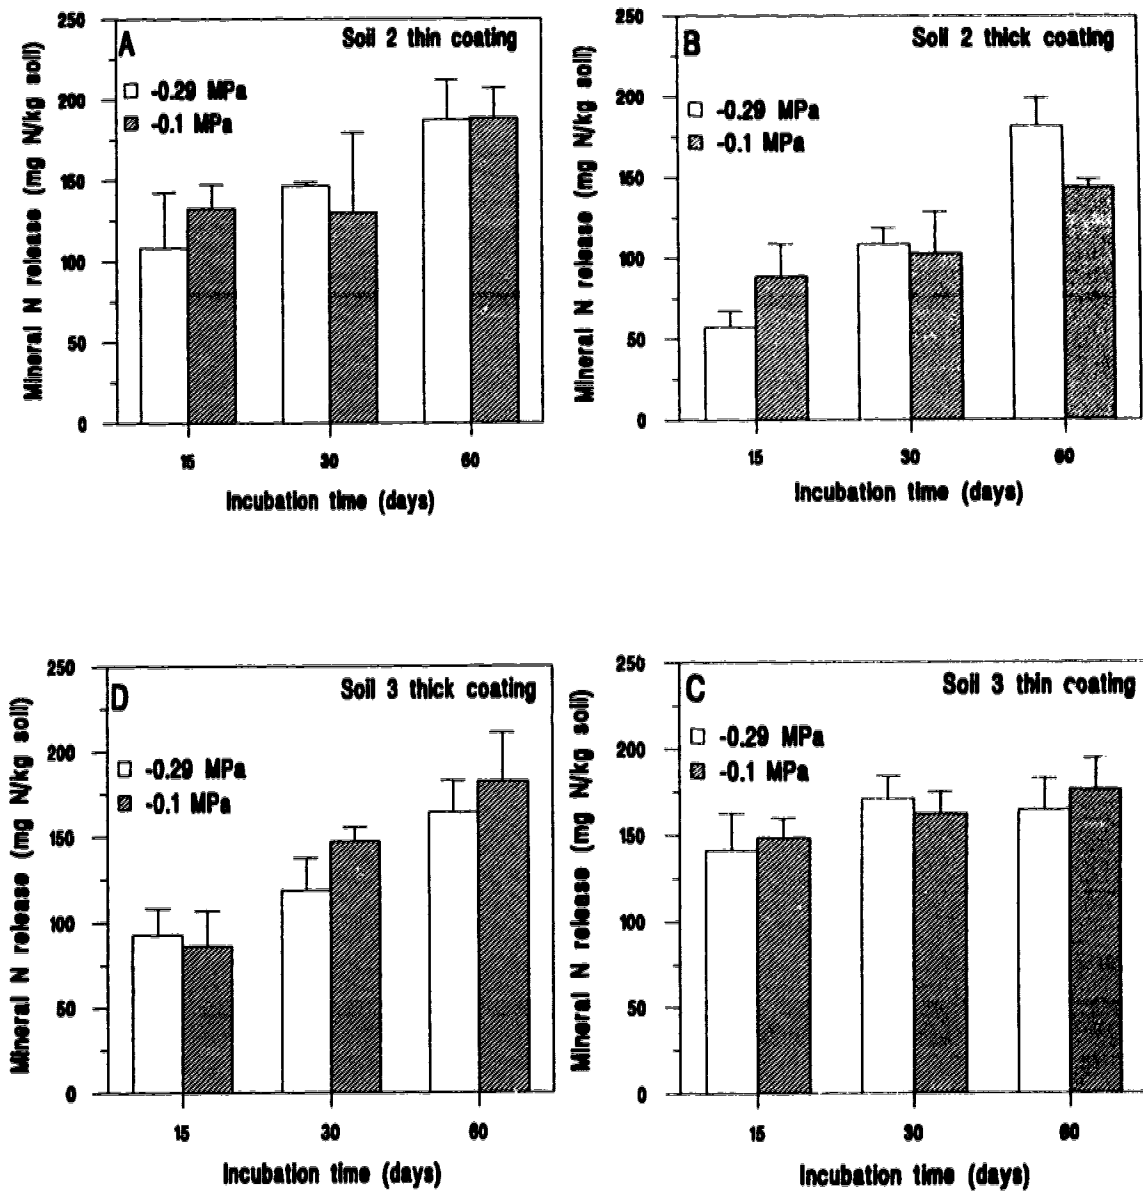 A
Soil 2 thin coating
-0.29 MPa
-0.1 MPa
Mineral N release (mg N/kg soil)
250
200
150
100
50
0
15 30 60
Incubation time (days)
B
Soil 2 thick coating
-0.29 MPa
-0.1 MPa
Mineral N release (mg N/kg soil)
250
200
150
100
50
0
15 30 60
Incubation time (days)
D
Soil 3 thick coating
-0.29 MPa
-0.1 MPa
Mineral N release (mg N/kg soil)
250
200
150
100
50
0
15 30 60
Incubation time (days)
C
Soil 3 thin coating
-0.29 MPa
-0.1 MPa
Mineral N release (mg N/kg soil)
250
200
150
100
50
0
15 30 60
Incubation time (days)